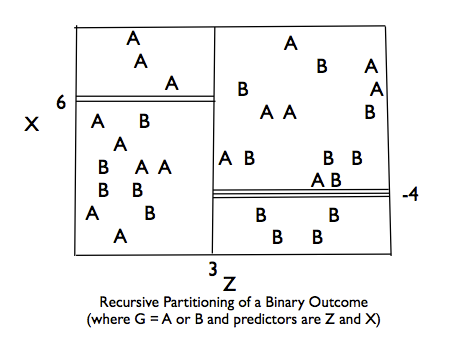 A A
A B A
A B A
6
A A B
X A B
A
A B B B
B A A
A B
B B
-4
A B B B
A B B
3
Z
Recursive Partitioning of a Binary Outcome
(where G = A or B and predictors are Z and X)